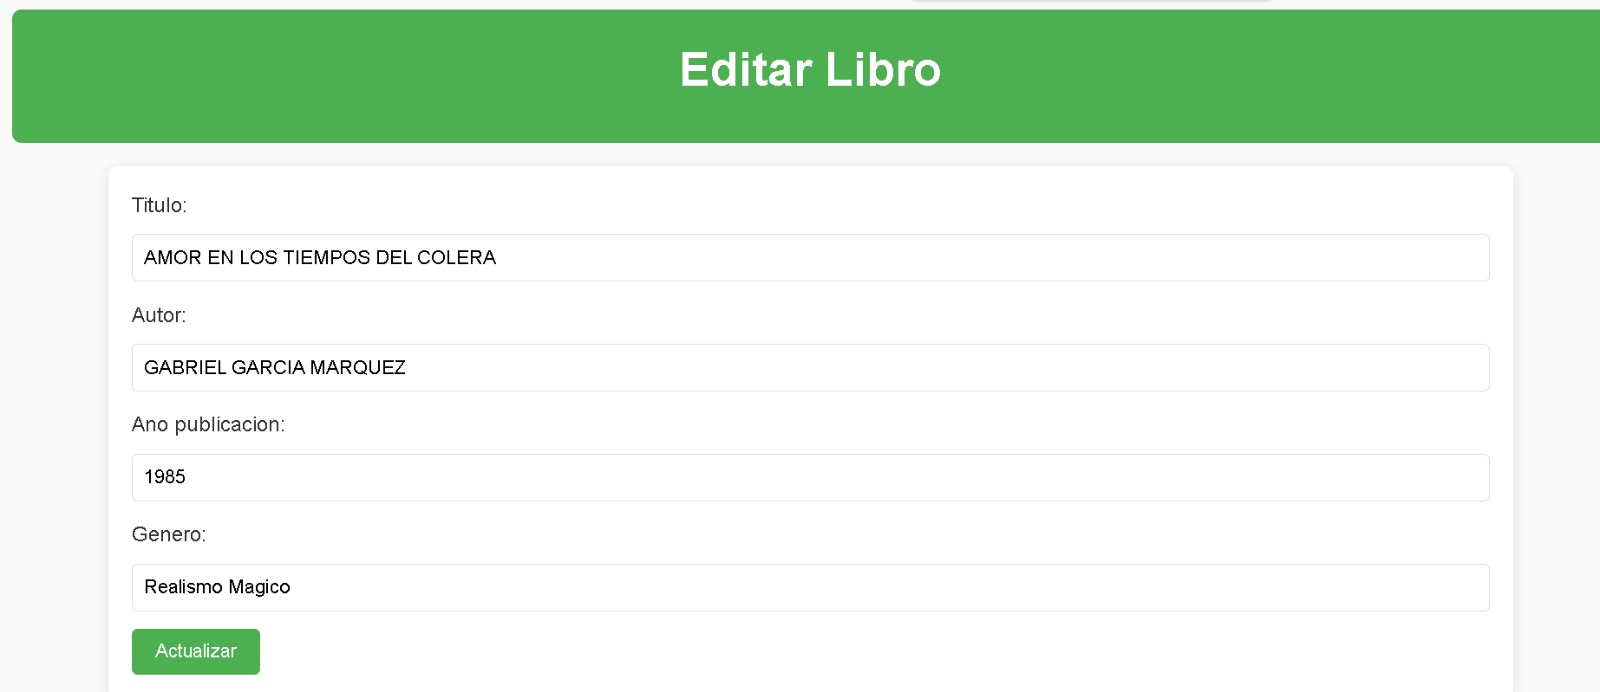 Editar Libro
Titulo:
AMOR EN LOS TIEMPOS DEL COLERA
Autor:
GABRIEL GARCIA MARQUEZ
Ano publicacion:
1985
Genero:
Realismo Magico
Actualizar